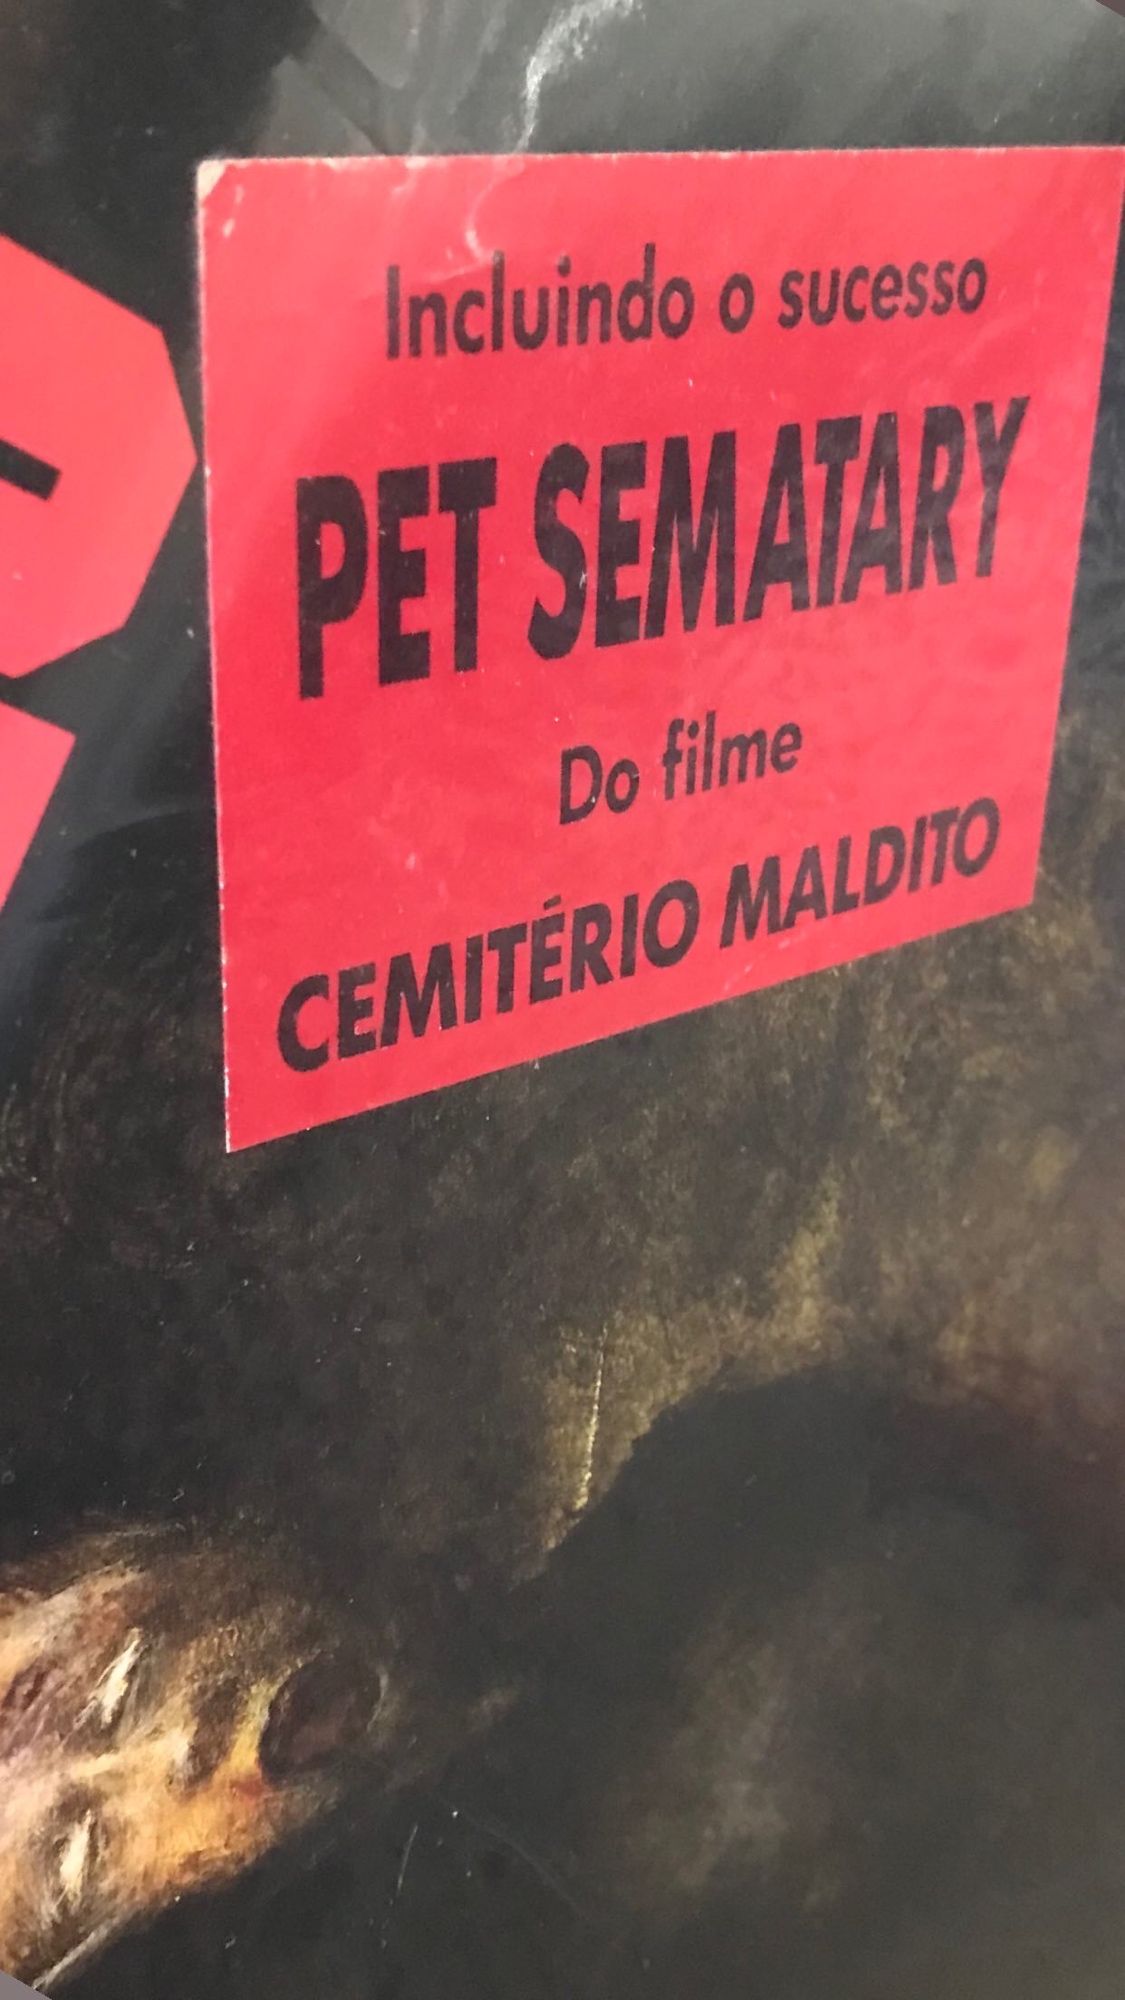 Incluindo o sucesso
PET SEMATARY
Do filme
CEMITÉRIO MALDITO